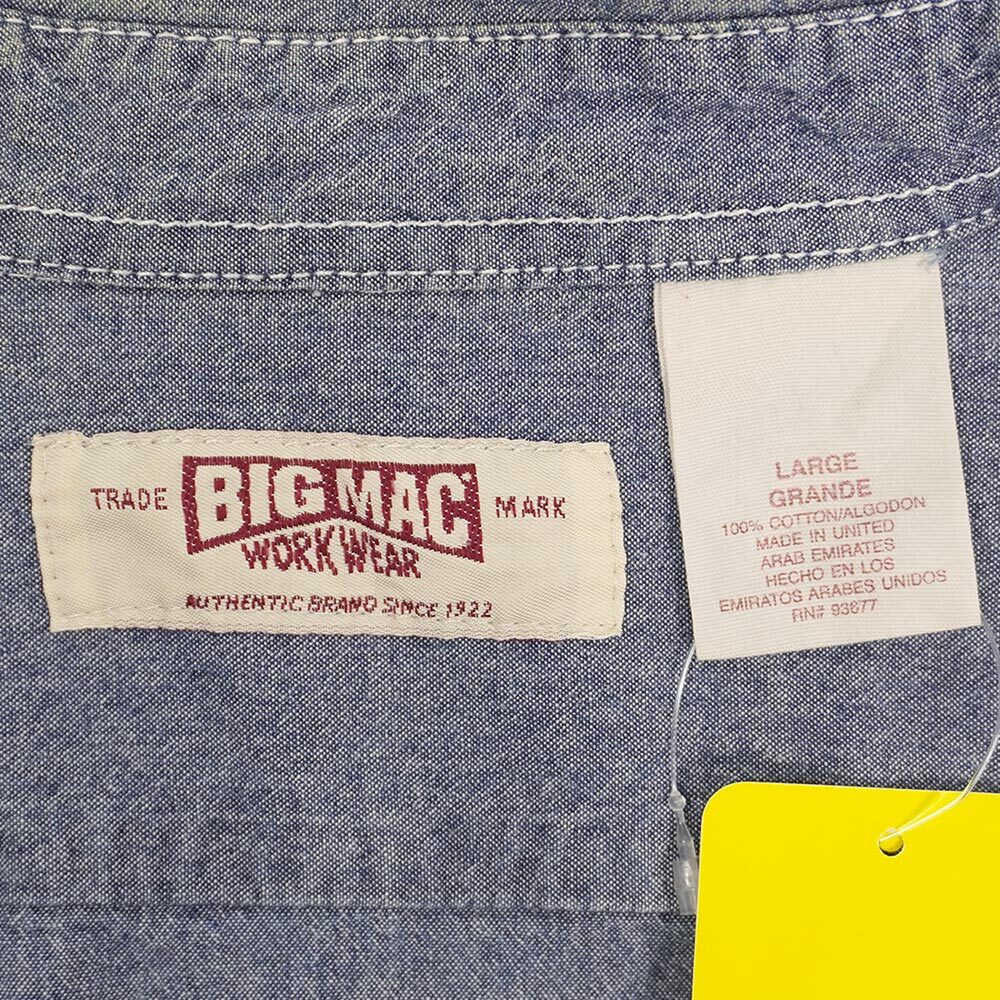 TRADE BIG MAC MARK
WORK WEAR
AUTHENTIC BRAND SINCE 1922
LARGE
GRANDE
100% COTTON/ALGODON
MADE IN UNITED
ARAB EMIRATES
HECHO EN LOS
EMIRATOS ARABES UNIDOS
RN# 93677